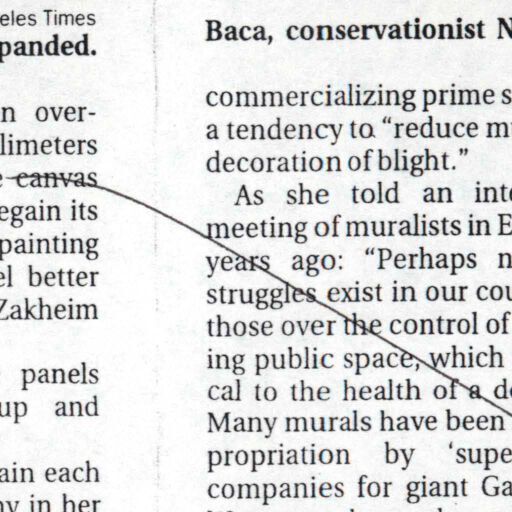 eles Times
panded.
n over-
limeters
e canvas
egain its
painting
el better
Zakheim
panels
up and
ain each
in her
Baca, conservationist N
commercializing prime s
a tendency to "reduce mu
decoration of blight."
As she told an inte
meeting of muralists in E
years ago: "Perhaps n
struggles exist in our cou
those over the control of
ing public space, which
cal to the health of a de
Many murals have been
propriation by 'supe
companies for giant Ga